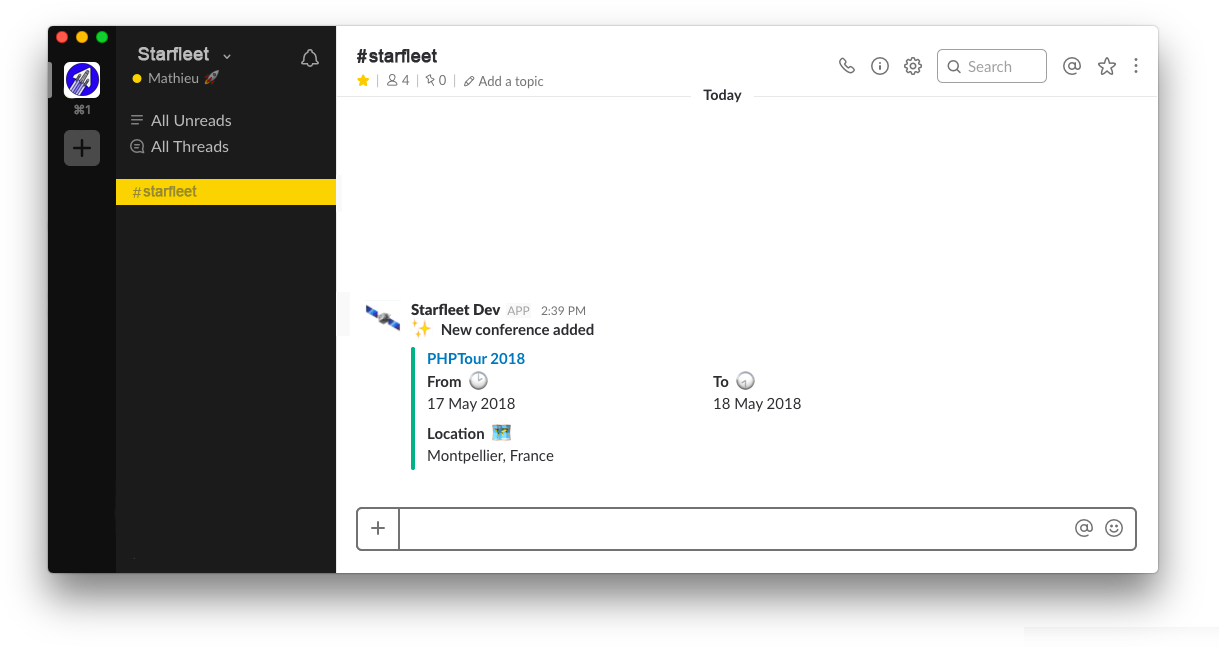 Starfleet
Mathieu
⌘1
All Unreads
All Threads
#starfleet
#starfleet
4
0
Add a topic
Search
Today
Starfleet Dev APP 2:39 PM
New conference added
PHPTour 2018
From To
17 May 2018 18 May 2018
Location
Montpellier, France